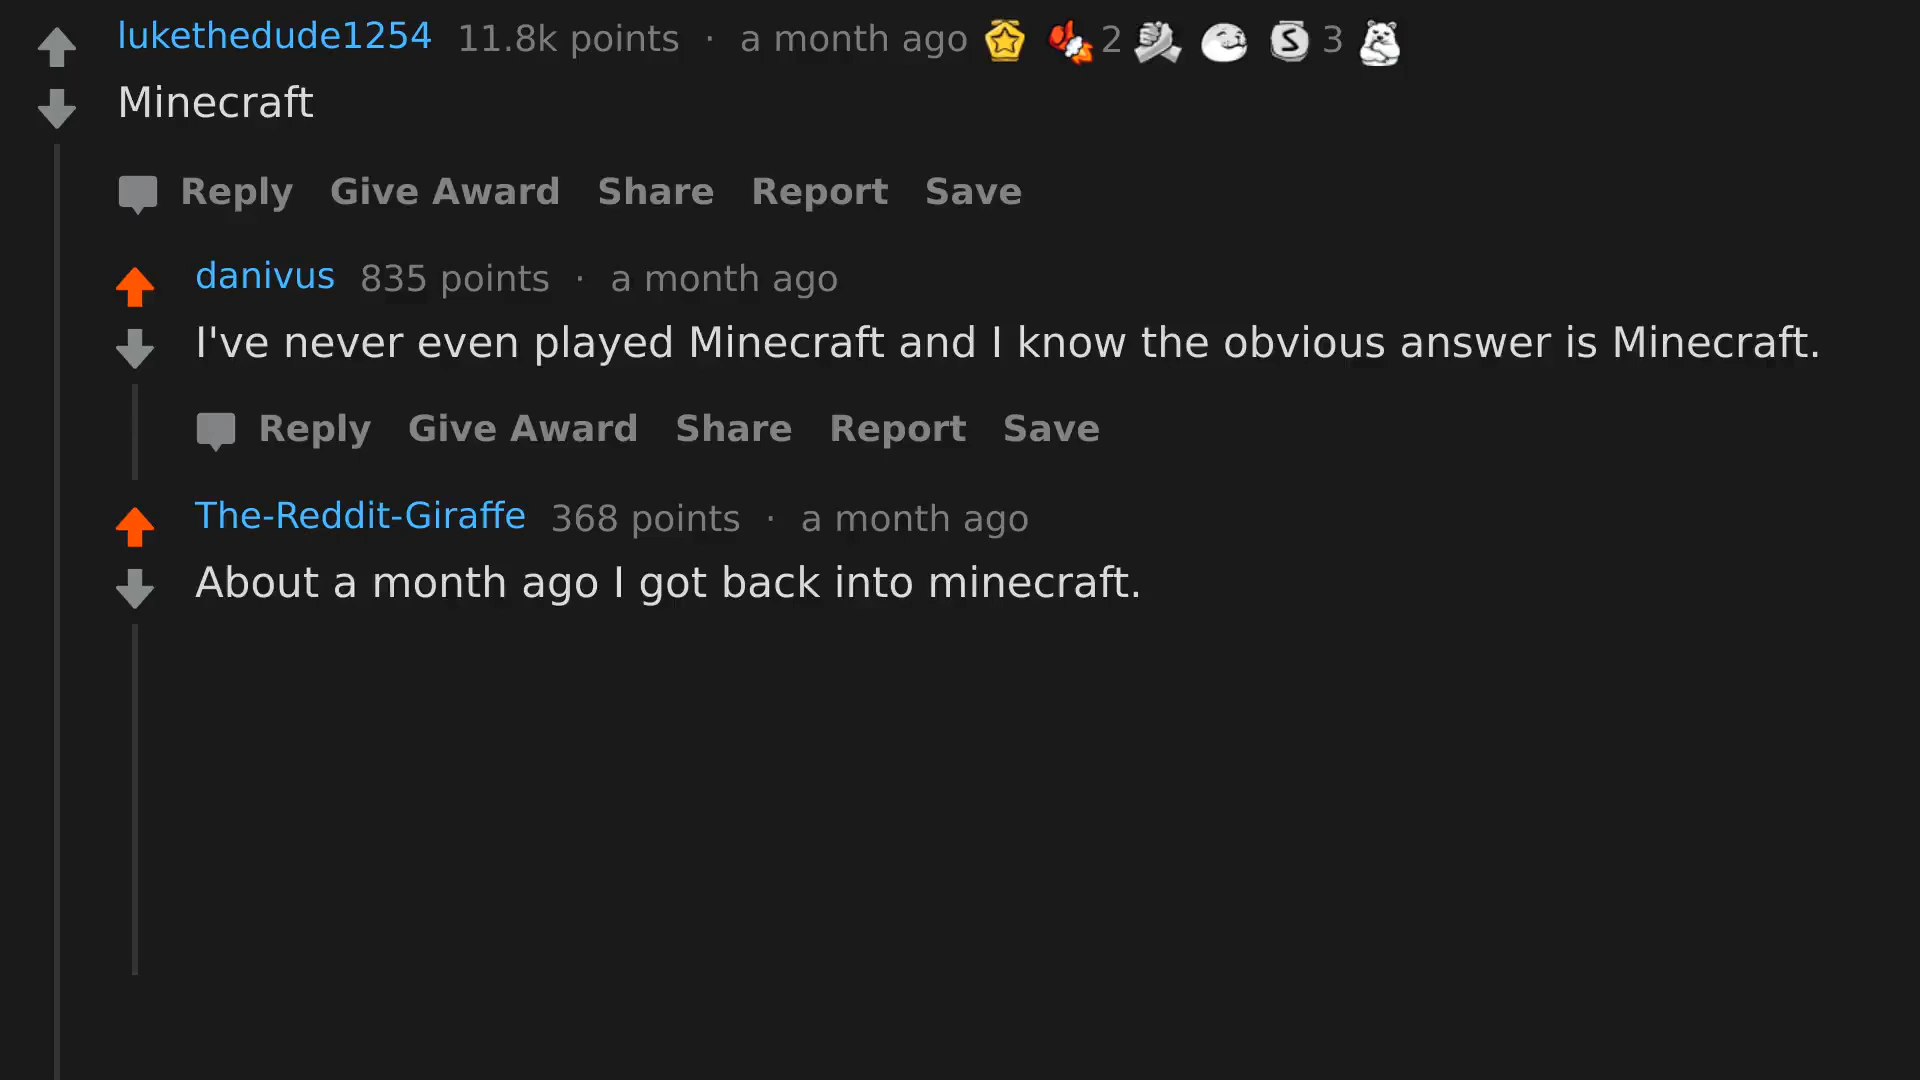 lukethedude1254 11.8k points · a month ago 2 S 3
Minecraft
Reply Give Award Share Report Save
danivus 835 points · a month ago
I've never even played Minecraft and I know the obvious answer is Minecraft.
Reply Give Award Share Report Save
The-Reddit-Giraffe 368 points · a month ago
About a month ago I got back into minecraft.